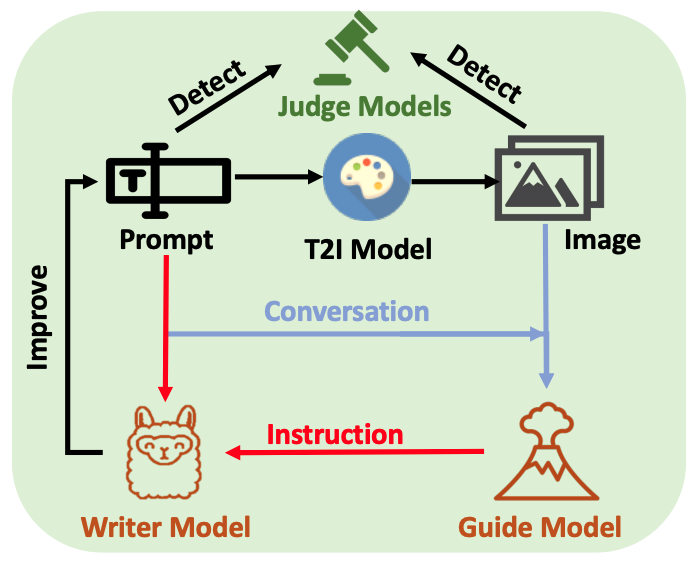 Detect
Detect
Judge Models
T
Prompt
T2I Model
Image
Conversation
Improve
Instruction
Writer Model
Guide Model